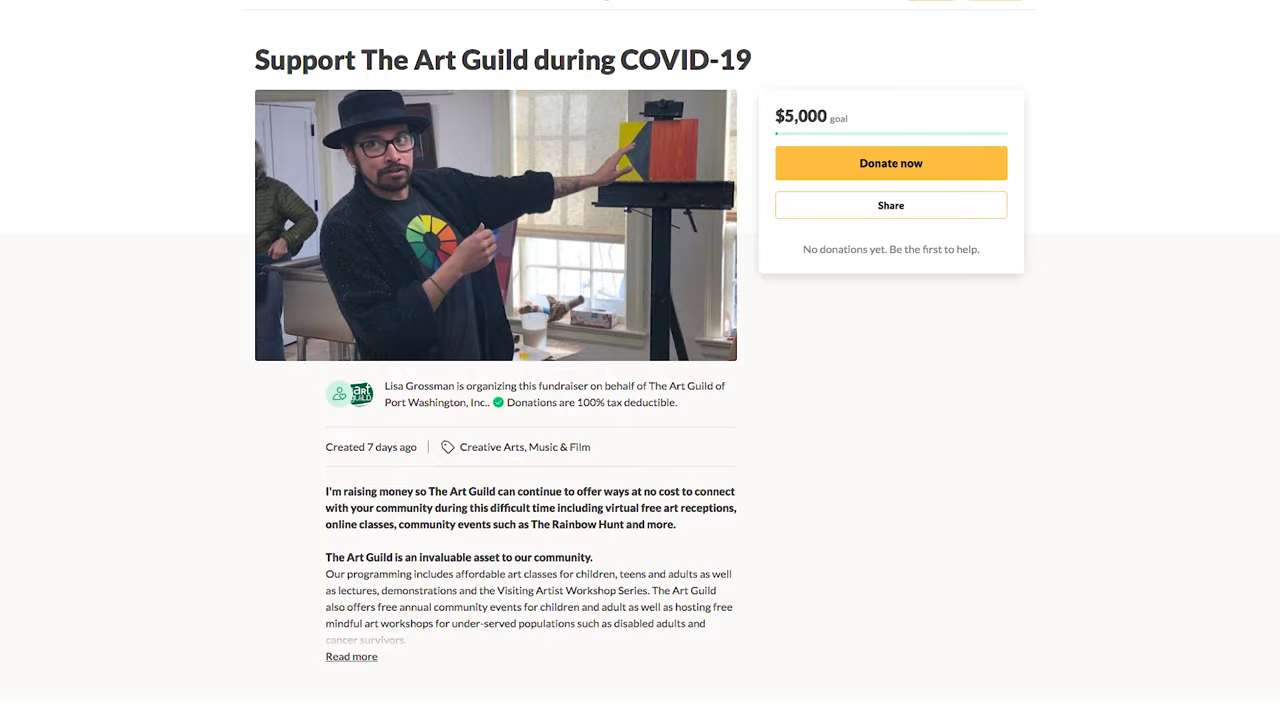 Support The Art Guild during COVID-19
$5,000 goal
Donate now
Share
No donations yet. Be the first to help.
art
GUILD
Lisa Grossman is organizing this fundraiser on behalf of The Art Guild of
Port Washington, Inc.. Donations are 100% tax deductible.
Created 7 days ago | Creative Arts, Music & Film
I'm raising money so The Art Guild can continue to offer ways at no cost to connect
with your community during this difficult time including virtual free art receptions,
online classes, community events such as The Rainbow Hunt and more.
The Art Guild is an invaluable asset to our community.
Our programming includes affordable art classes for children, teens and adults as well
as lectures, demonstrations and the Visiting Artist Workshop Series. The Art Guild
also offers free annual community events for children and adult as well as hosting free
mindful art workshops for under-served populations such as disabled adults and
cancer survivors.
Read more